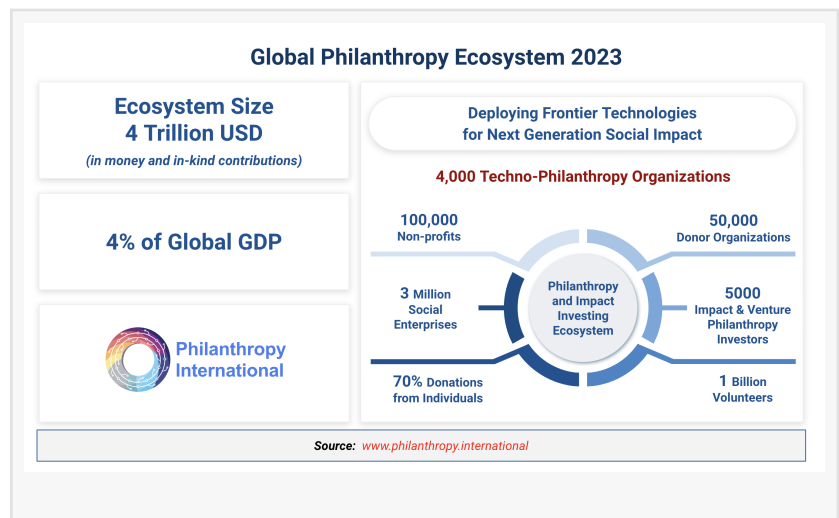 Global Philanthropy Ecosystem 2023
Ecosystem Size
4 Trillion USD
(in money and in-kind contributions)
4% of Global GDP
Philanthropy
International
Deploying Frontier Technologies
for Next Generation Social Impact
4,000 Techno-Philanthropy Organizations
100,000
Non-profits
50,000
Donor Organizations
3 Million
Social
Enterprises
Philanthropy
and Impact
Investing
Ecosystem
5000
Impact & Venture
Philanthropy
Investors
70% Donations
from Individuals
1 Billion
Volunteers
Source: www.philanthropy.international